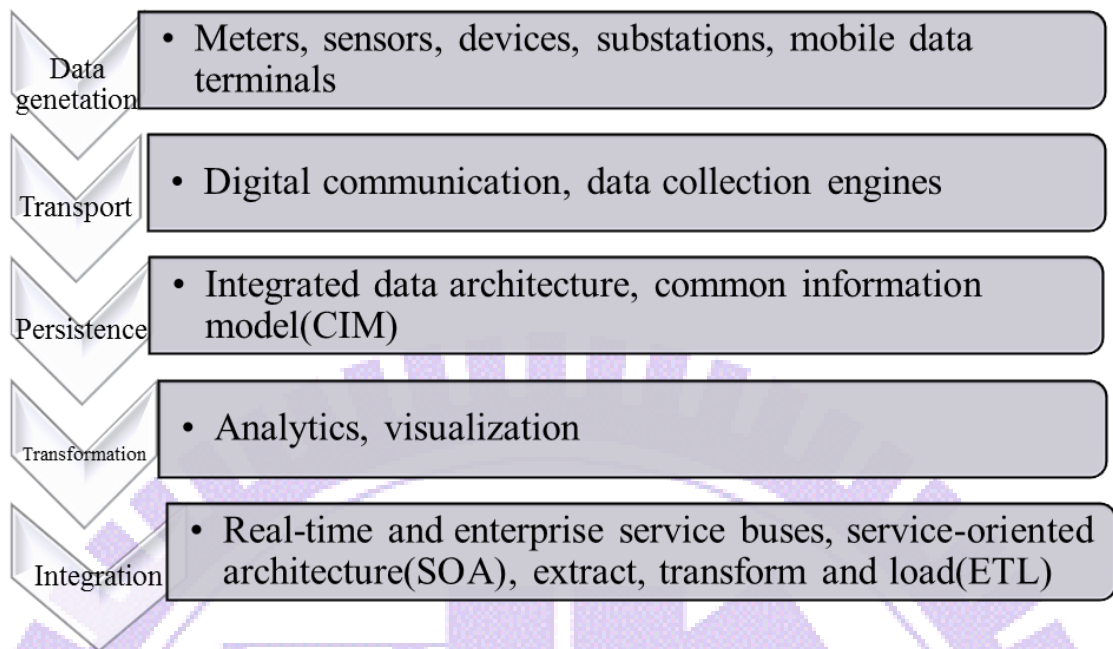 Data
genetation
• Meters, sensors, devices, substations, mobile data
terminals
Transport
• Digital communication, data collection engines
Persistence
• Integrated data architecture, common information
model(CIM)
Transformation
• Analytics, visualization
Integration
• Real-time and enterprise service buses, service-oriented
architecture(SOA), extract, transform and load(ETL)